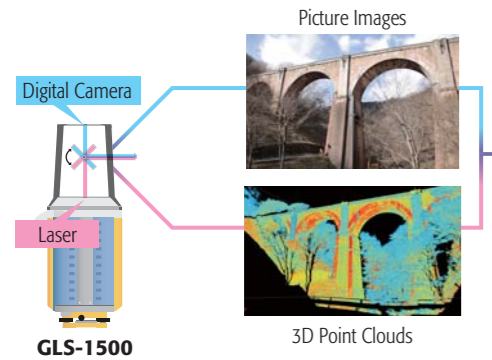 Picture Images
Digital Camera
Laser
GLS-1500
3D Point Clouds